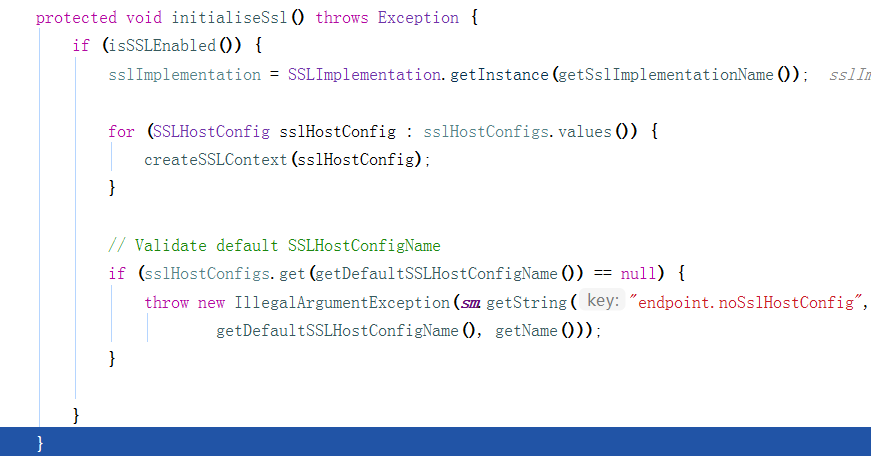 protected void initialiseSsl() throws Exception {
if (isSSLEnabled()) {
sslImplementation = SSLImplementation.getInstance(getSslImplementationName());
for (SSLHostConfig sslHostConfig : sslHostConfigs.values()) {
createSSLContext(sslHostConfig);
}
// Validate default SSLHostConfigName
if (sslHostConfigs.get(getDefaultSSLHostConfigName()) == null) {
throw new IllegalArgumentException(sm.getString( key: "endpoint.noSslHostConfig",
getDefaultSSLHostConfigName(), getName()));
}
}
}